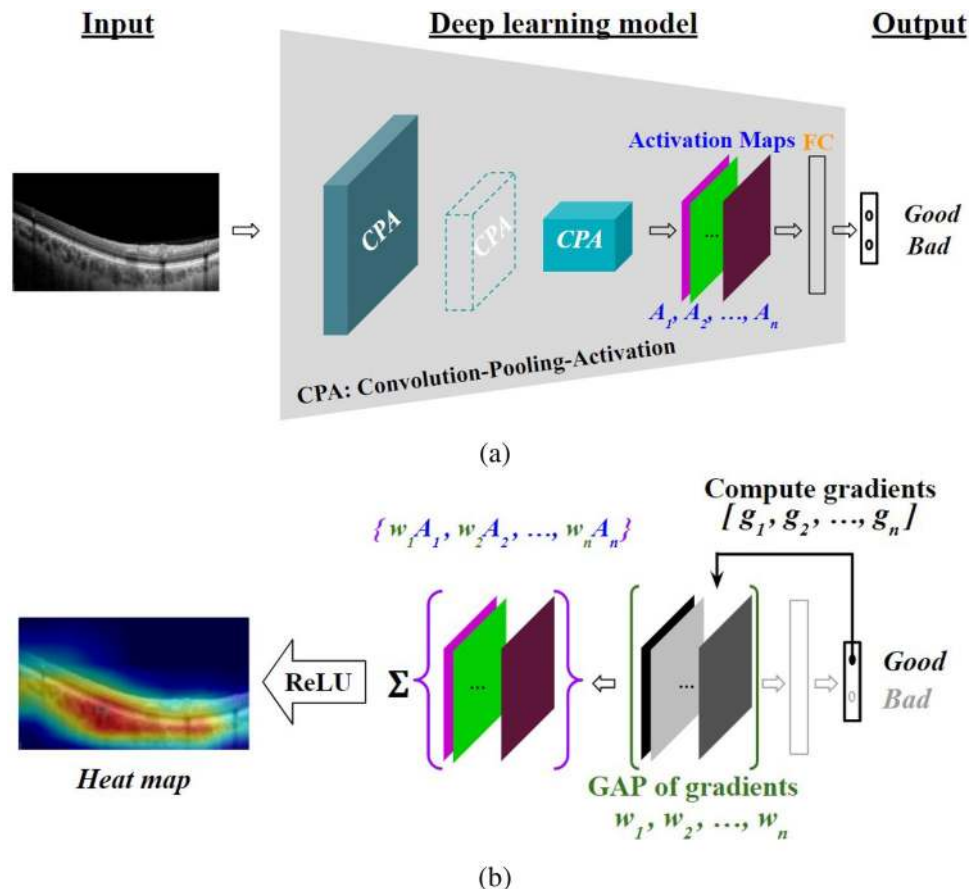 Input
Deep learning model
Output
Activation Maps
FC
CPA
CPA
CPA
...
Good
Bad
A1, A2, ..., An
CPA: Convolution-Pooling-Activation
(a)
Compute gradients
[ g1, g2, ..., gn ]
{ w1A1, w2A2, ..., wnAn}
ReLU
Σ
...
...
Good
Bad
Heat map
GAP of gradients
w1, w2, ..., wn
(b)